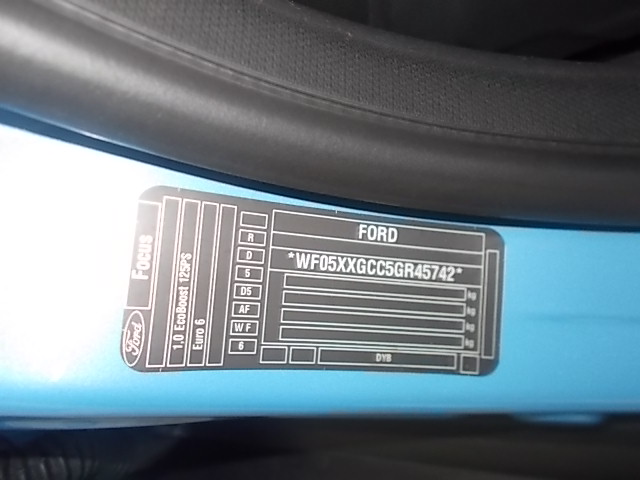 FORD
*WF05XXGCC5GR45742*
kg
kg
kg
kg
DYB
R
D
5
D5
AF
W F
6
Focus
1,0 EcoBoost 125PS
Euro 6
Ford